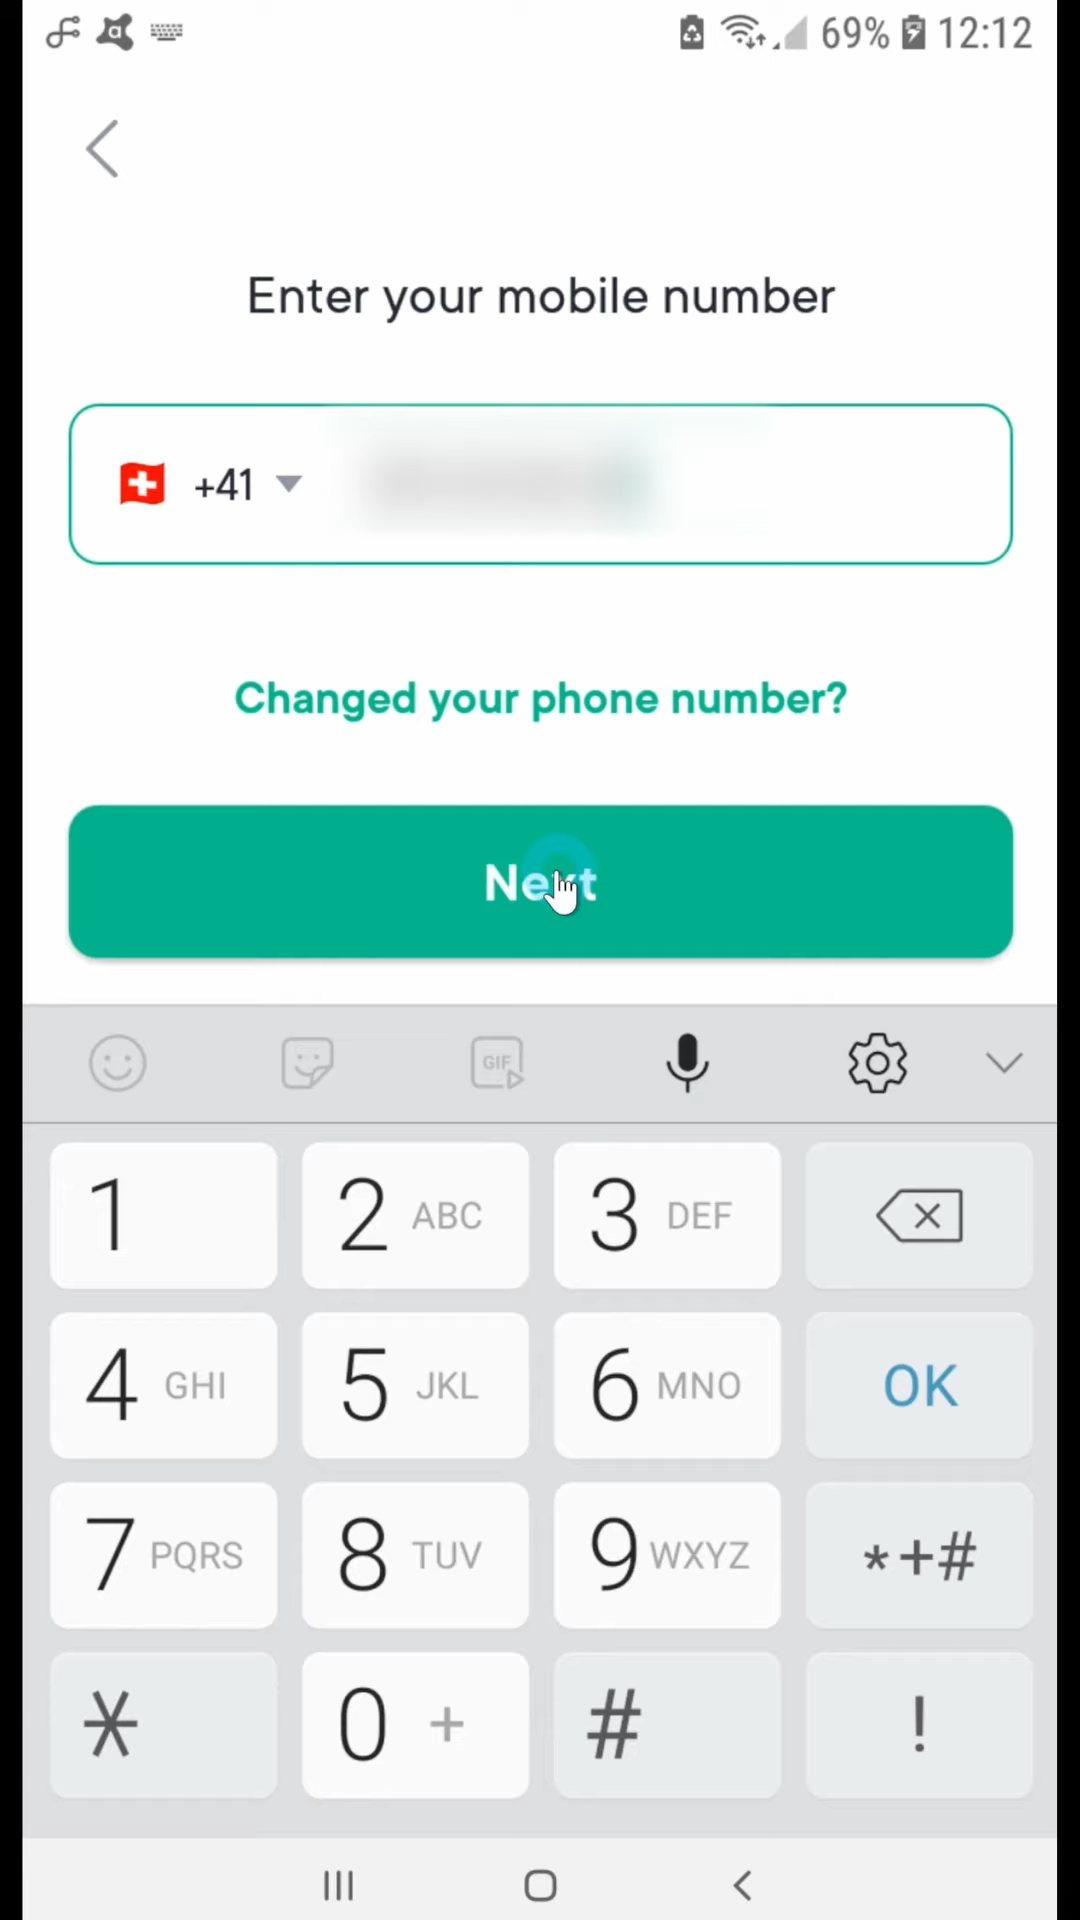 69% 12:12
Enter your mobile number
+41
Changed your phone number?
Next
GIF
1 2 ABC 3 DEF
4 GHI 5 JKL 6 MNO OK
7 PQRS 8 TUV 9 WXYZ *+#
* 0 + # !